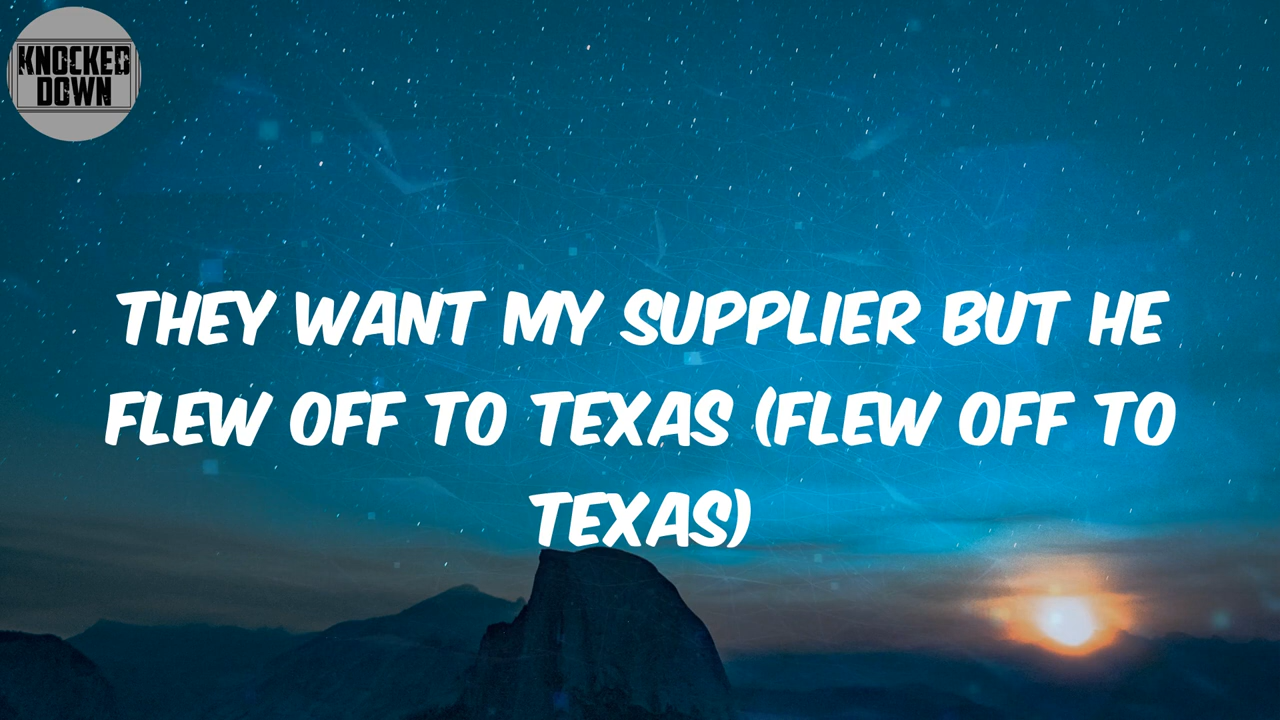 KNOCKED
DOWN
THEY WANT MY SUPPLIER BUT HE
FLEW OFF TO TEXAS (FLEW OFF TO
TEXAS)